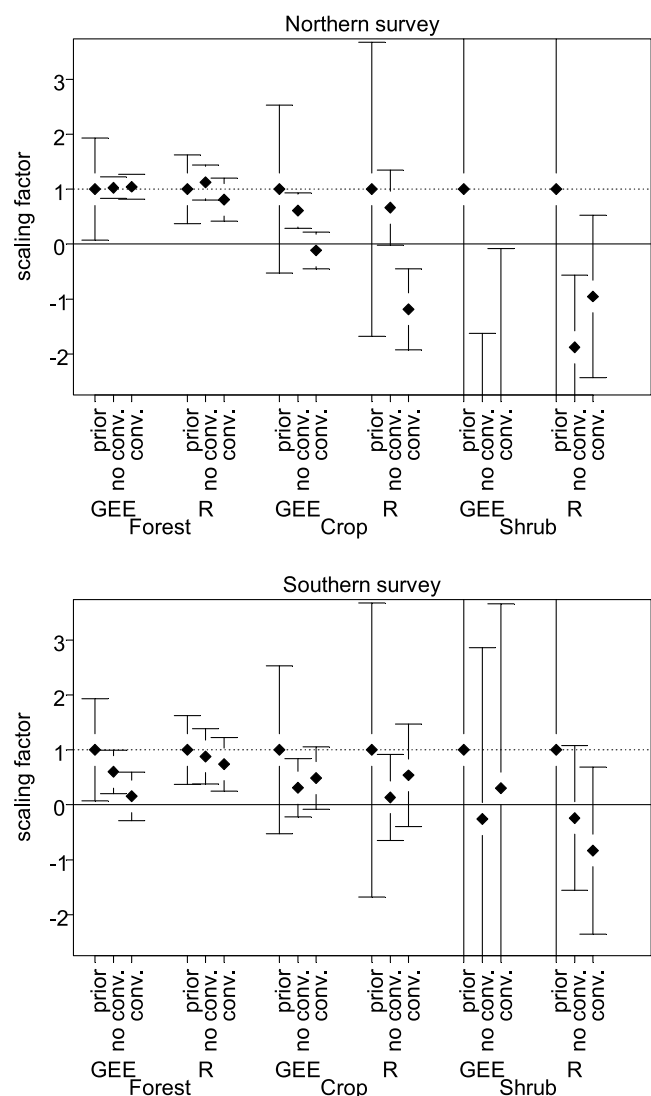 Northern survey
scaling factor
3
2
1
0
-1
-2
prior no conv. conv. prior no conv. conv. prior no conv. conv. prior no conv. conv. prior no conv. conv. prior no conv. conv.
GEE R GEE R GEE R
Forest Crop Shrub
Southern survey
scaling factor
3
2
1
0
-1
-2
prior no conv. conv. prior no conv. conv. prior no conv. conv. prior no conv. conv. prior no conv. conv. prior no conv. conv.
GEE R GEE R GEE R
Forest Crop Shrub